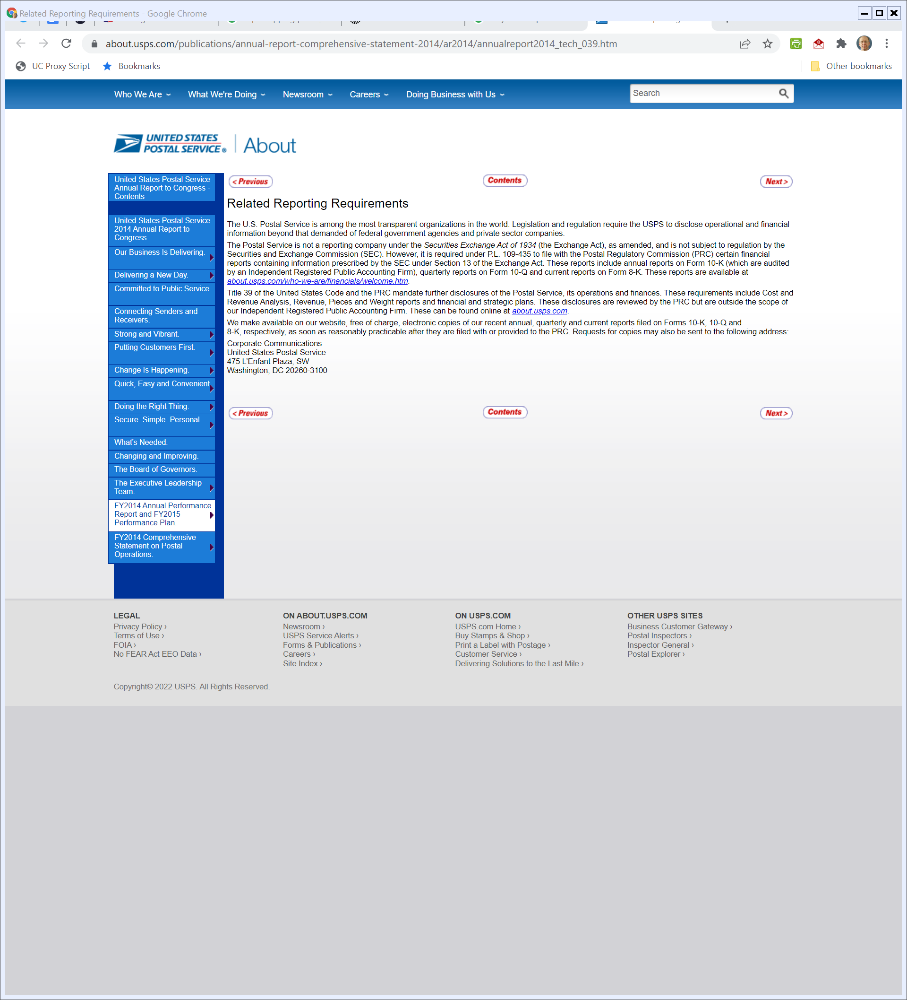 Related Reporting Requirements - Google Chrome
about.usps.com/publications/annual-report-comprehensive-statement-2014/ar2014/annualreport2014_tech_039.htm
UC Proxy Script Bookmarks Other bookmarks
Who We Are What We're Doing Newsroom Careers Doing Business with Us Search
UNITED STATES
POSTAL SERVICE® About
United States Postal Service
Annual Report to Congress -
Contents
United States Postal Service
2014 Annual Report to
Congress
Our Business Is Delivering.
Delivering a New Day.
Committed to Public Service.
Connecting Senders and
Receivers.
Strong and Vibrant.
Putting Customers First.
Change Is Happening.
Quick, Easy and Convenient
Doing the Right Thing.
Secure. Simple. Personal.
What's Needed.
Changing and Improving.
The Board of Governors.
The Executive Leadership
Team.
FY2014 Annual Performance
Report and FY2015
Performance Plan.
FY2014 Comprehensive
Statement on Postal
Operations.
< Previous Contents Next >
Related Reporting Requirements
The U.S. Postal Service is among the most transparent organizations in the world. Legislation and regulation require the USPS to disclose operational and financial
information beyond that demanded of federal government agencies and private sector companies.
The Postal Service is not a reporting company under the Securities Exchange Act of 1934 (the Exchange Act), as amended, and is not subject to regulation by the
Securities and Exchange Commission (SEC). However, it is required under P.L. 109-435 to file with the Postal Regulatory Commission (PRC) certain financial
reports containing information prescribed by the SEC under Section 13 of the Exchange Act. These reports include annual reports on Form 10-K (which are audited
by an Independent Registered Public Accounting Firm), quarterly reports on Form 10-Q and current reports on Form 8-K. These reports are available at
about.usps.com/who-we-are/financials/welcome.htm.
Title 39 of the United States Code and the PRC mandate further disclosures of the Postal Service, its operations and finances. These requirements include Cost and
Revenue Analysis, Revenue, Pieces and Weight reports and financial and strategic plans. These disclosures are reviewed by the PRC but are outside the scope of
our Independent Registered Public Accounting Firm. These can be found online at about.usps.com.
We make available on our website, free of charge, electronic copies of our recent annual, quarterly and current reports filed on Forms 10-K, 10-Q and
8-K, respectively, as soon as reasonably practicable after they are filed with or provided to the PRC. Requests for copies may also be sent to the following address:
Corporate Communications
United States Postal Service
475 L’Enfant Plaza, SW
Washington, DC 20260-3100
< Previous Contents Next >
LEGAL
Privacy Policy ›
Terms of Use ›
FOIA ›
No FEAR Act EEO Data ›
ON ABOUT.USPS.COM
Newsroom ›
USPS Service Alerts ›
Forms & Publications ›
Careers ›
Site Index ›
ON USPS.COM
USPS.com Home ›
Buy Stamps & Shop ›
Print a Label with Postage ›
Customer Service ›
Delivering Solutions to the Last Mile ›
OTHER USPS SITES
Business Customer Gateway ›
Postal Inspectors ›
Inspector General ›
Postal Explorer ›
Copyright© 2022 USPS. All Rights Reserved.